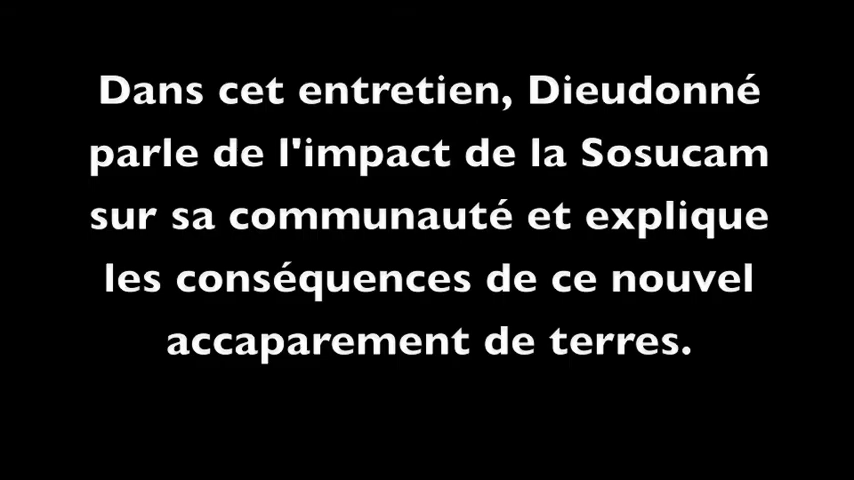 Dans cet entretien, Dieudonné
parle de l'impact de la Sosucam
sur sa communauté et explique
les conséquences de ce nouvel
accaparement de terres.